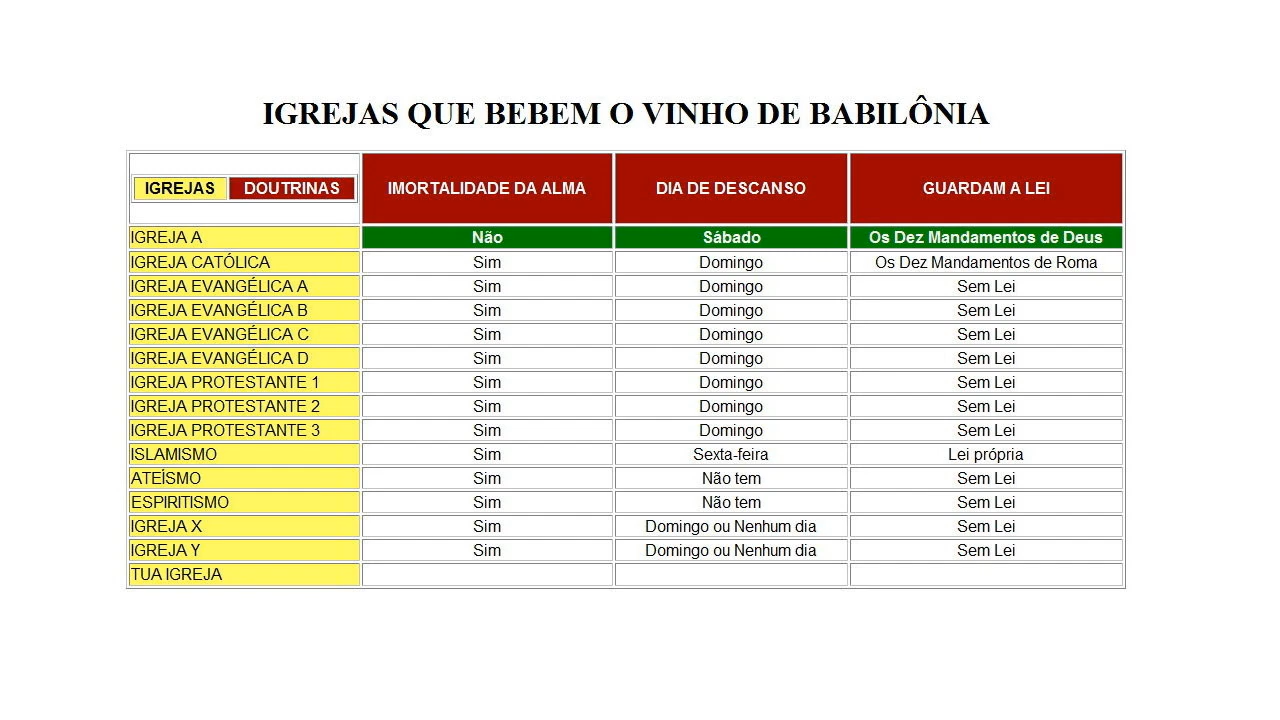 IGREJAS QUE BEBEM O VINHO DE BABILÔNIA
IGREJAS DOUTRINAS IMORTALIDADE DA ALMA DIA DE DESCANSO GUARDAM A LEI
IGREJA A Não Sábado Os Dez Mandamentos de Deus
IGREJA CATÓLICA Sim Domingo Os Dez Mandamentos de Roma
IGREJA EVANGÉLICA A Sim Domingo Sem Lei
IGREJA EVANGÉLICA B Sim Domingo Sem Lei
IGREJA EVANGÉLICA C Sim Domingo Sem Lei
IGREJA EVANGÉLICA D Sim Domingo Sem Lei
IGREJA PROTESTANTE 1 Sim Domingo Sem Lei
IGREJA PROTESTANTE 2 Sim Domingo Sem Lei
IGREJA PROTESTANTE 3 Sim Domingo Sem Lei
ISLAMISMO Sim Sexta-feira Lei própria
ATEÍSMO Sim Não tem Sem Lei
ESPIRITISMO Sim Não tem Sem Lei
IGREJA X Sim Domingo ou Nenhum dia Sem Lei
IGREJA Y Sim Domingo ou Nenhum dia Sem Lei
TUA IGREJA